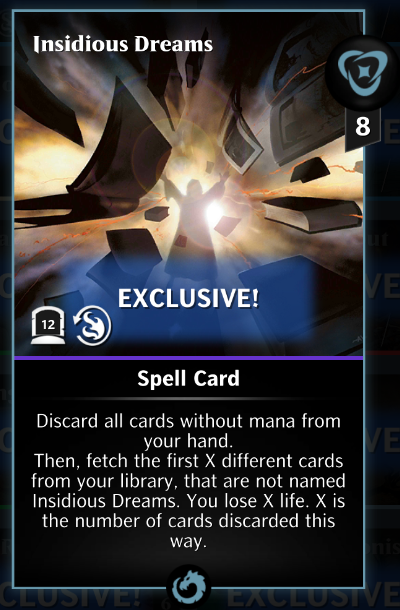 Insidious Dreams
8
EXCLUSIVE!
12
Spell Card
Discard all cards without mana from
your hand.
Then, fetch the first X different cards
from your library, that are not named
Insidious Dreams. You lose X life. X is
the number of cards discarded this
way.
EXCLUSIVE!
EXCLUSIVE